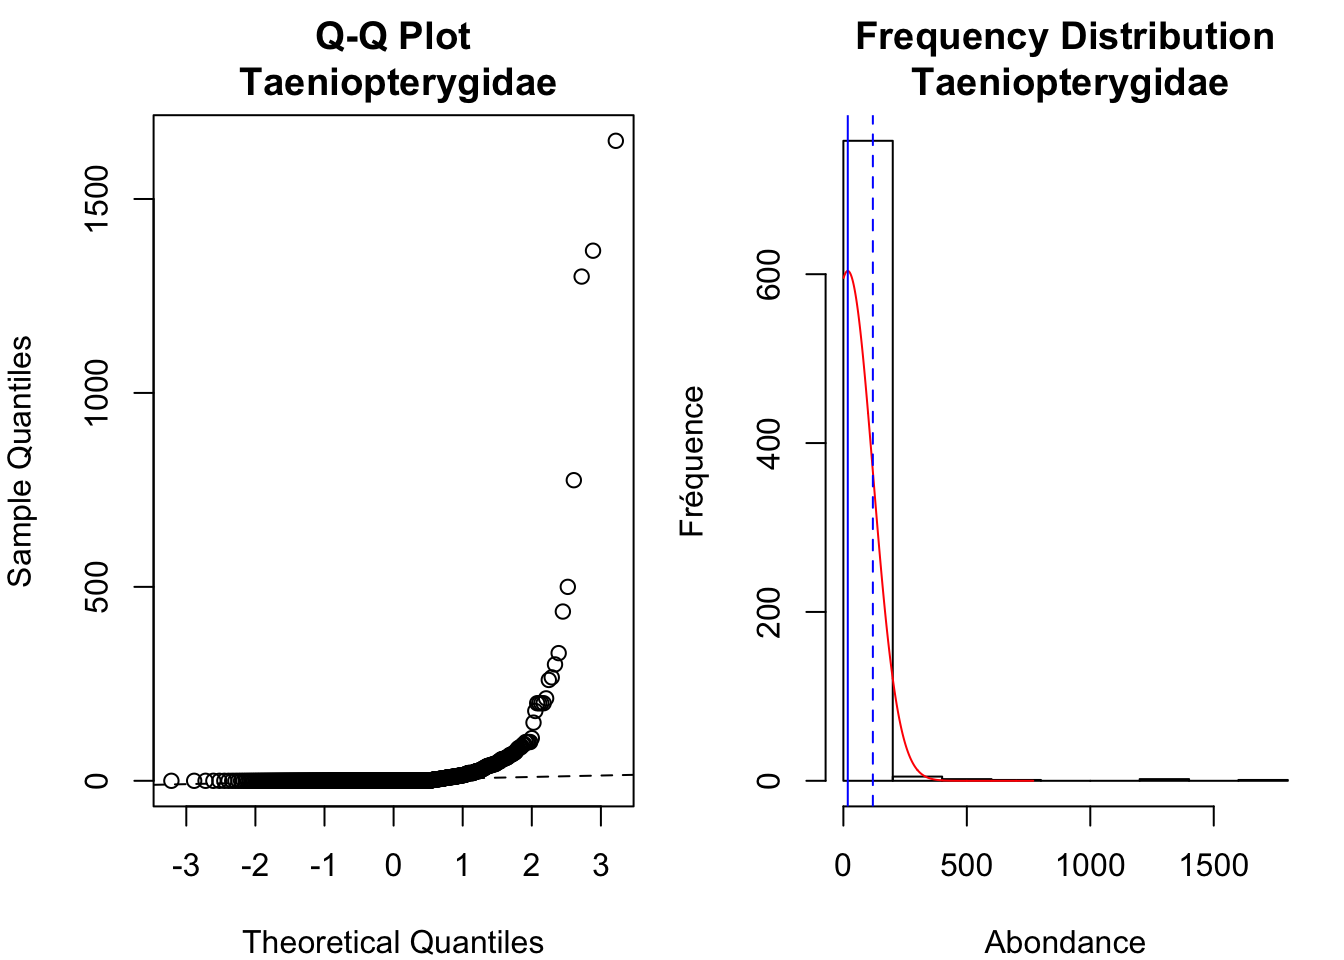 Q-Q Plot
Taeniopterygidae
Sample Quantiles
1500
1000
500
0
-3 -2 -1 0 1 2 3
Theoretical Quantiles
Frequency Distribution
Taeniopterygidae
Fréquence
600
400
200
0
0 500 1000 1500
Abondance